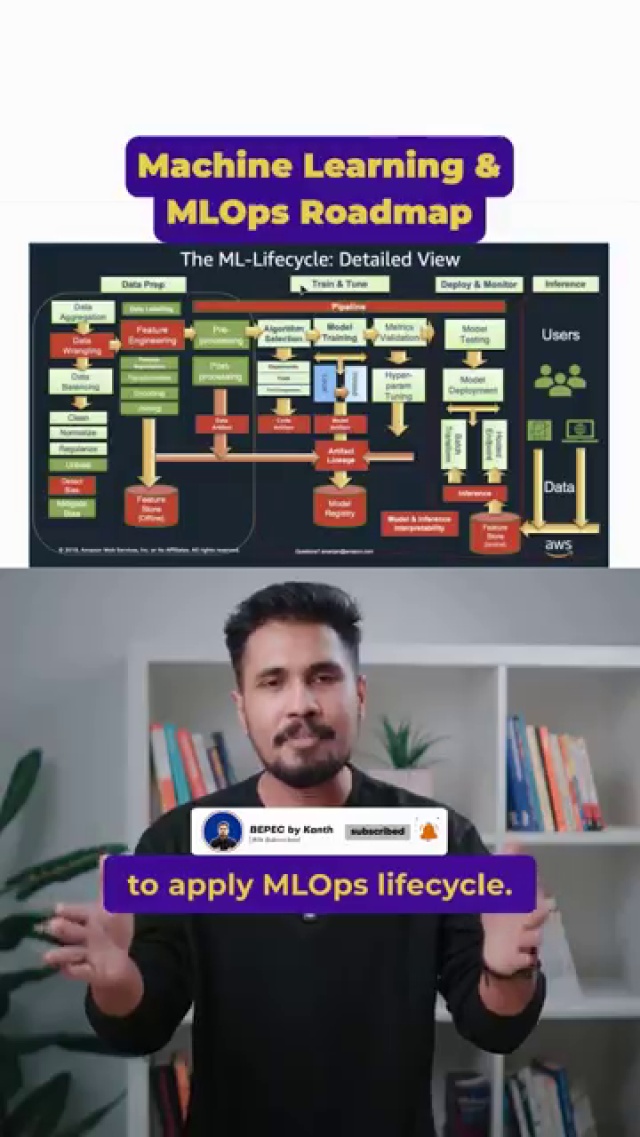 Machine Learning &
MLOps Roadmap
The ML-Lifecycle: Detailed View
Data Prep
Train & Tune
Deploy & Monitor
Inference
Pipeline
Data
Aggregation
Data Labelling
Data
Wrangling
Feature
Engineering
Pre-
processing
Algorithm
Selection
Model
Training
Metrics
Validation
Model
Testing
Users
Data
Balancing
Post-
processing
Hyper-
param
Tuning
Model
Deployment
Clean
Normalize
Regularize
Detect
Bias
Mitigate
Bias
Data
Artifact
Code
Artifact
Model
Artifact
Artifact
Lineage
Batch
Hosted
Endpoint
Inference
Data
Feature
Store
(Offline)
Model
Registry
Model & Inference
Interpretability
Feature
Store
aws
BEPEC by Kanth
subscribed
to apply MLOps lifecycle.